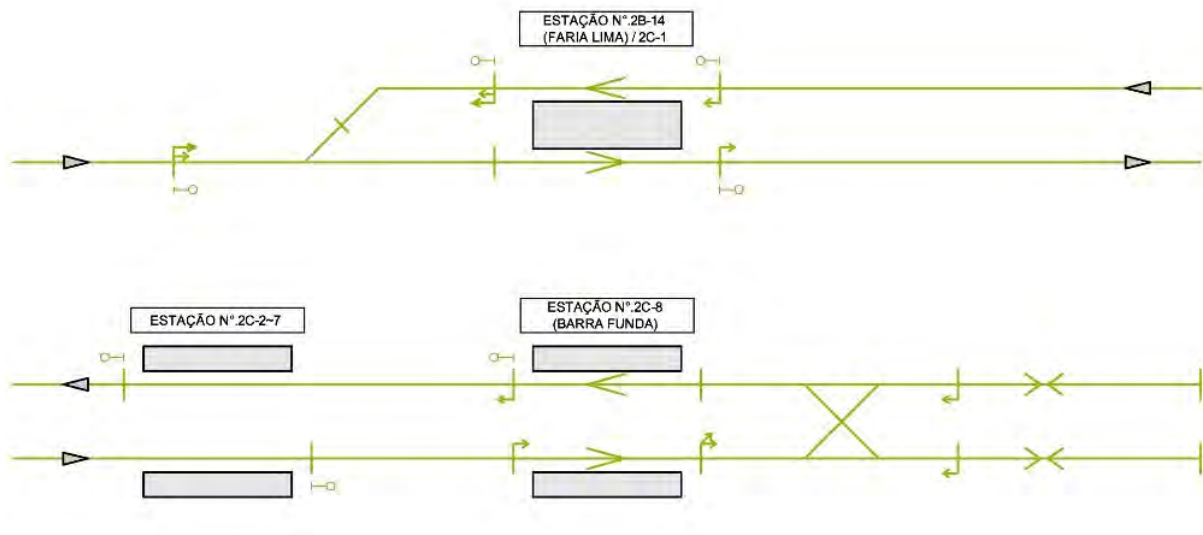 ESTAÇÃO N°.2B-14
(FARIA LIMA) / 2C-1
ESTAÇÃO N°.2C-2~7
ESTAÇÃO N°.2C-8
(BARRA FUNDA)